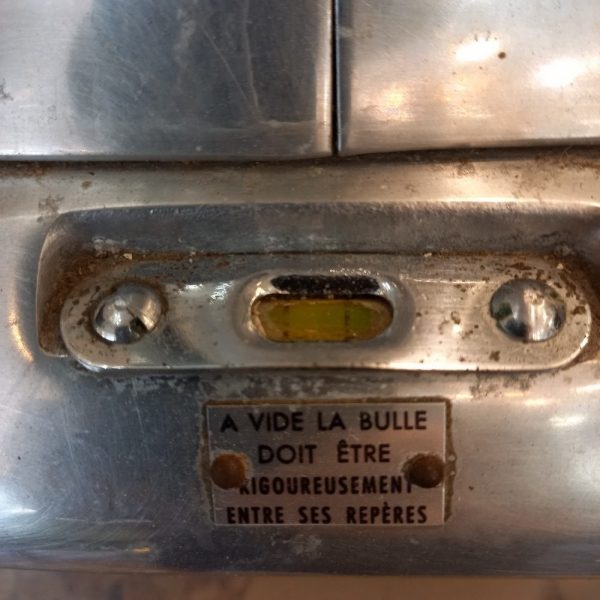 A VIDE LA BULLE
DOIT ÊTRE
RIGOUREUSEMENT
ENTRE SES REPÈRES